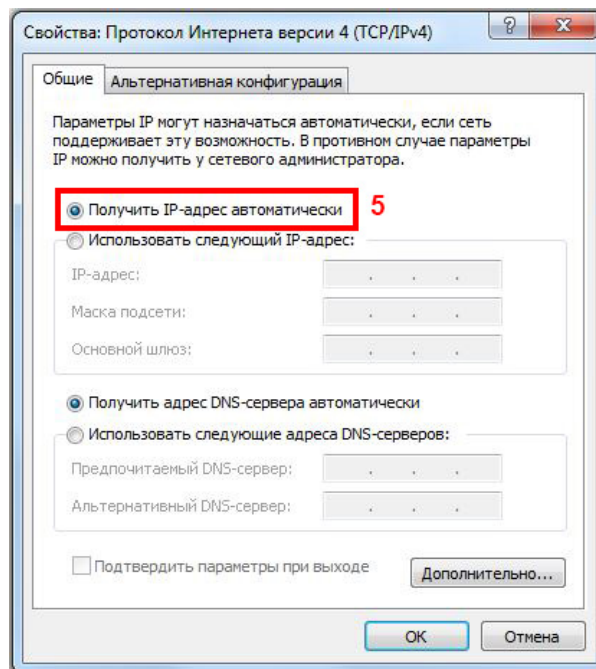 Свойства: Протокол Интернета версии 4 (TCP/IPv4)
? X
Общие Альтернативная конфигурация
Параметры IP могут назначаться автоматически, если сеть
поддерживает эту возможность. В противном случае параметры
IP можно получить у сетевого администратора.
Получить IP-адрес автоматически 5
Использовать следующий IP-адрес:
IP-адрес: . . .
Маска подсети: . . .
Основной шлюз: . . .
Получить адрес DNS-сервера автоматически
Использовать следующие адреса DNS-серверов:
Предпочитаемый DNS-сервер: . . .
Альтернативный DNS-сервер: . . .
Подтвердить параметры при выходе
Дополнительно...
ОК Отмена